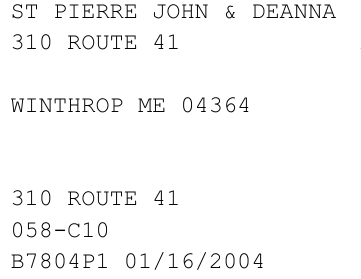 ST PIERRE JOHN & DEANNA
310 ROUTE 41
WINTHROP ME 04364
310 ROUTE 41
058-C10
B7804P1 01/16/2004